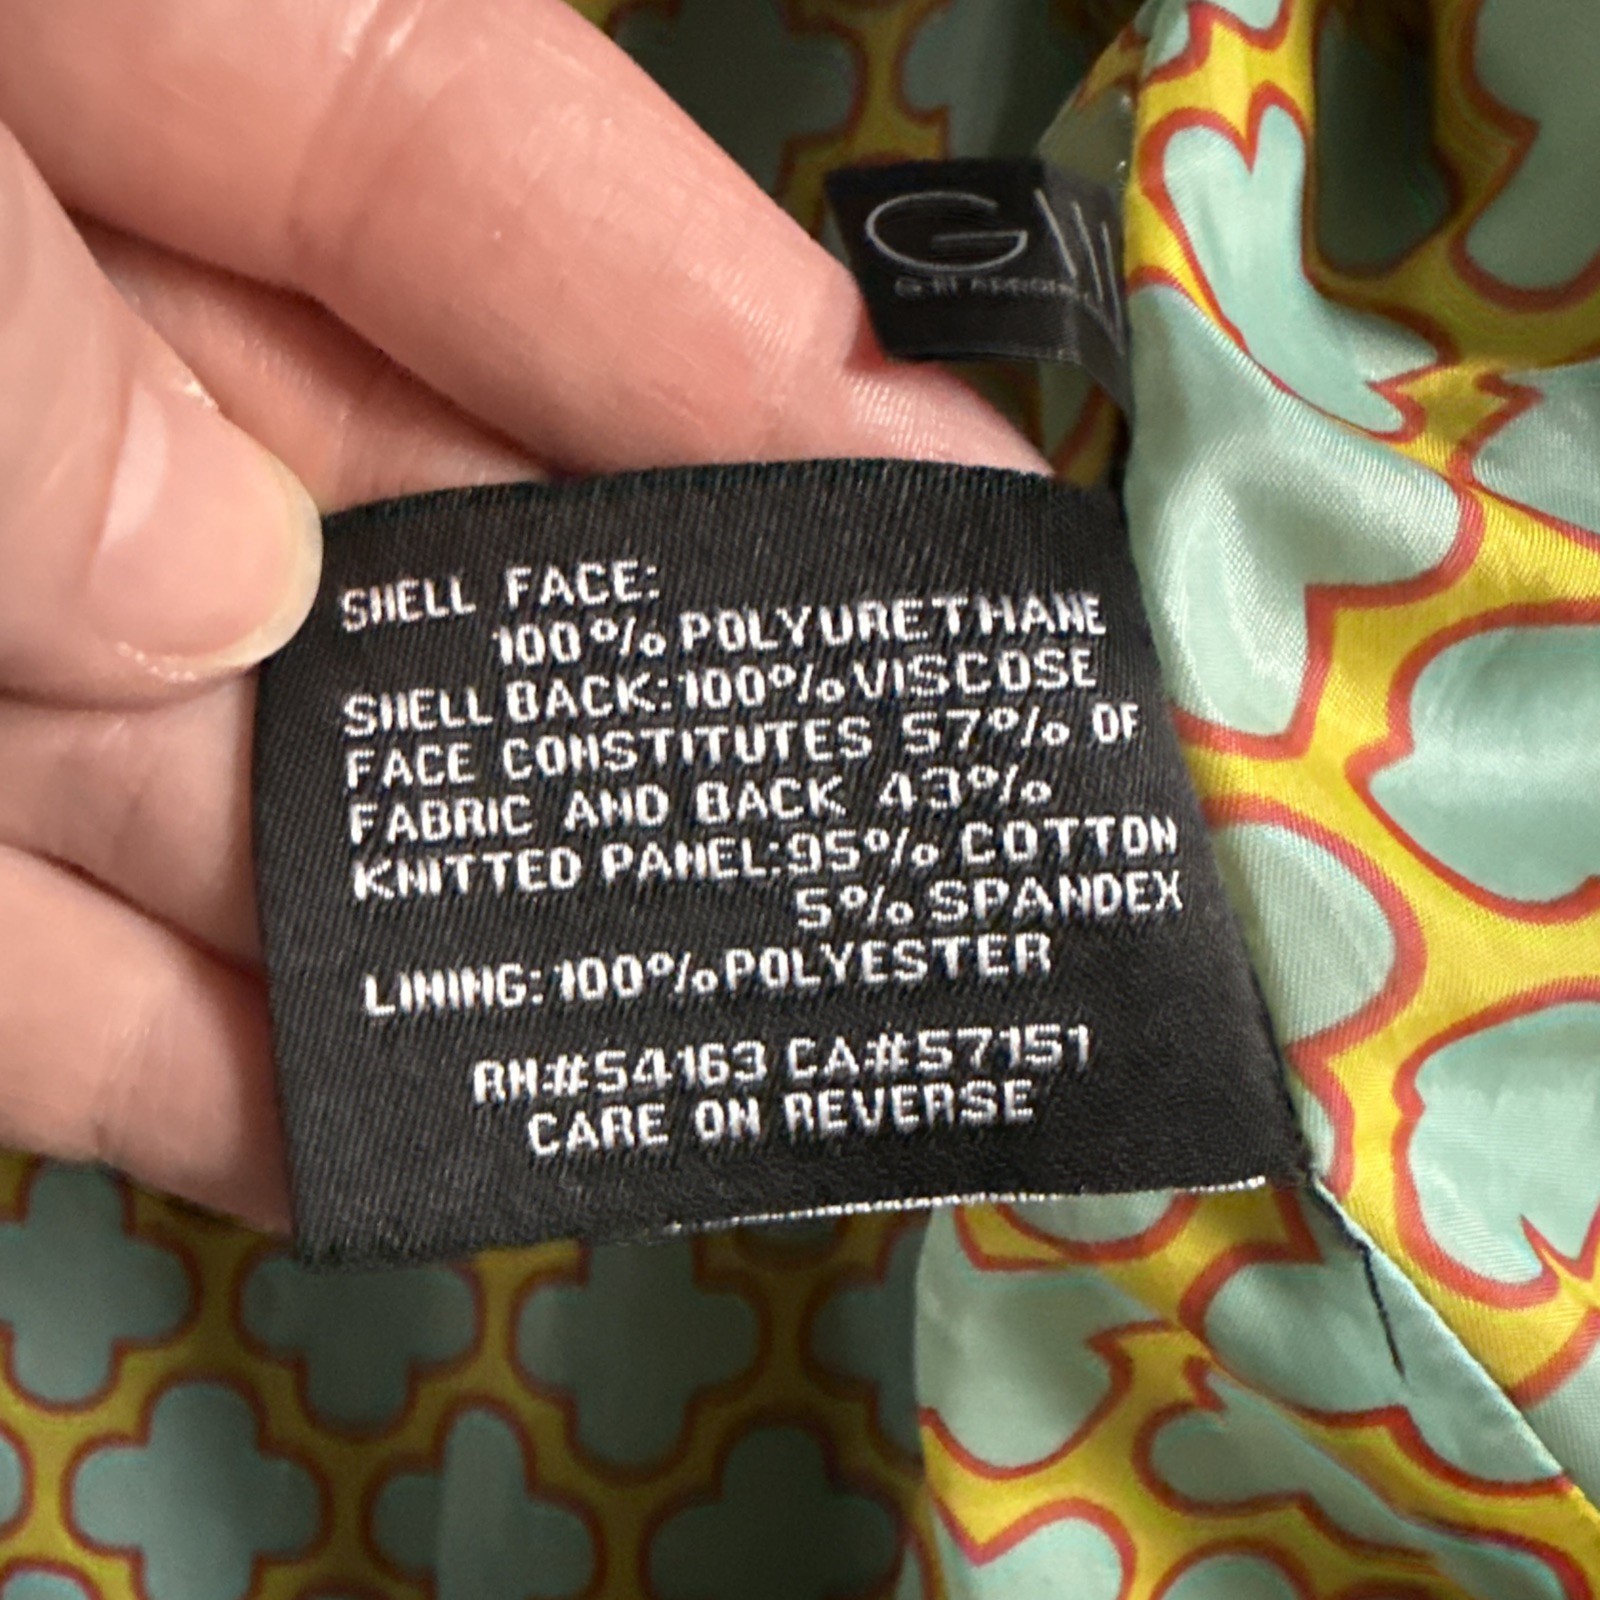 GIII
SHELL FACE:
100% POLYURETHANE
SHELL BACK: 100% VISCOSE
FACE CONSTITUTES 57% OF
FABRIC AND BACK 43%
KNITTED PANEL: 95% COTTON
5% SPANDEX
LINING: 100% POLYESTER
RN#54163 CA#57151
CARE ON REVERSE